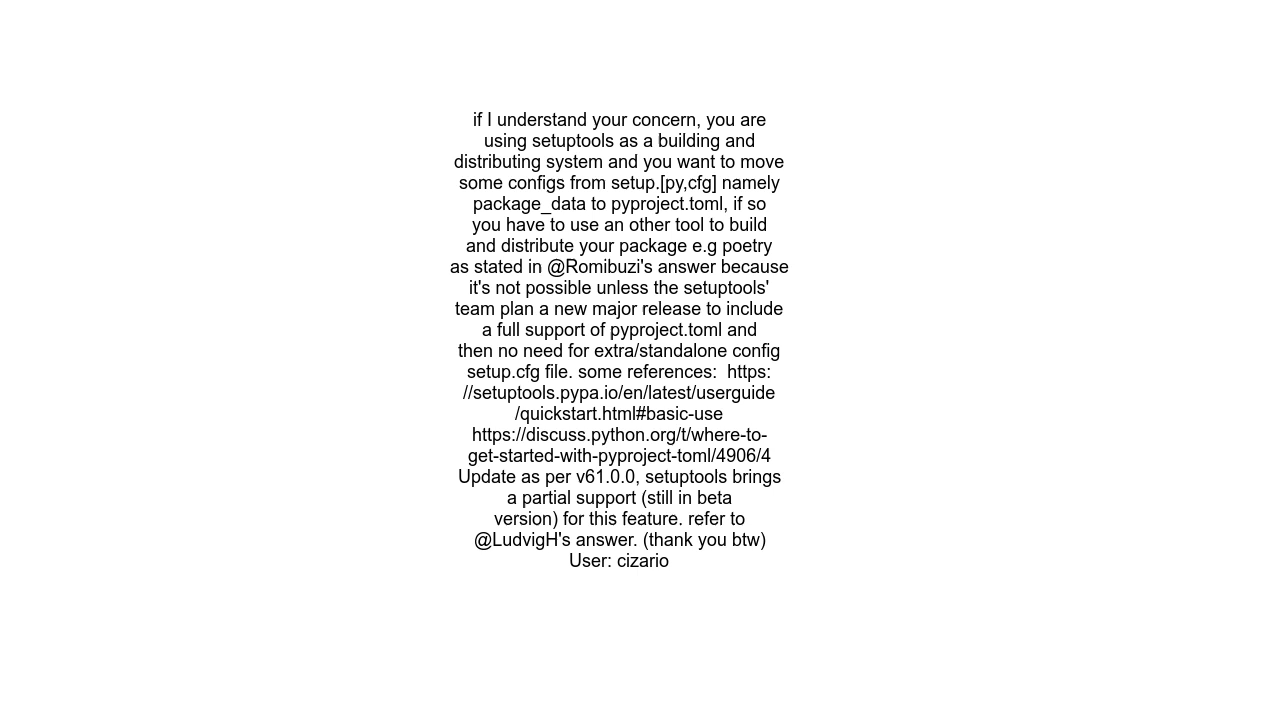 if I understand your concern, you are
using setuptools as a building and
distributing system and you want to move
some configs from setup.[py,cfg] namely
package_data to pyproject.toml, if so
you have to use an other tool to build
and distribute your package e.g poetry
as stated in @Romibuzi's answer because
it's not possible unless the setuptools'
team plan a new major release to include
a full support of pyproject.toml and
then no need for extra/standalone config
setup.cfg file. some references:  https:
//setuptools.pypa.io/en/latest/userguide
/quickstart.html#basic-use
https://discuss.python.org/t/where-to-
get-started-with-pyproject-toml/4906/4
Update as per v61.0.0, setuptools brings
a partial support (still in beta
version) for this feature. refer to
@LudvigH's answer. (thank you btw)
User: cizario